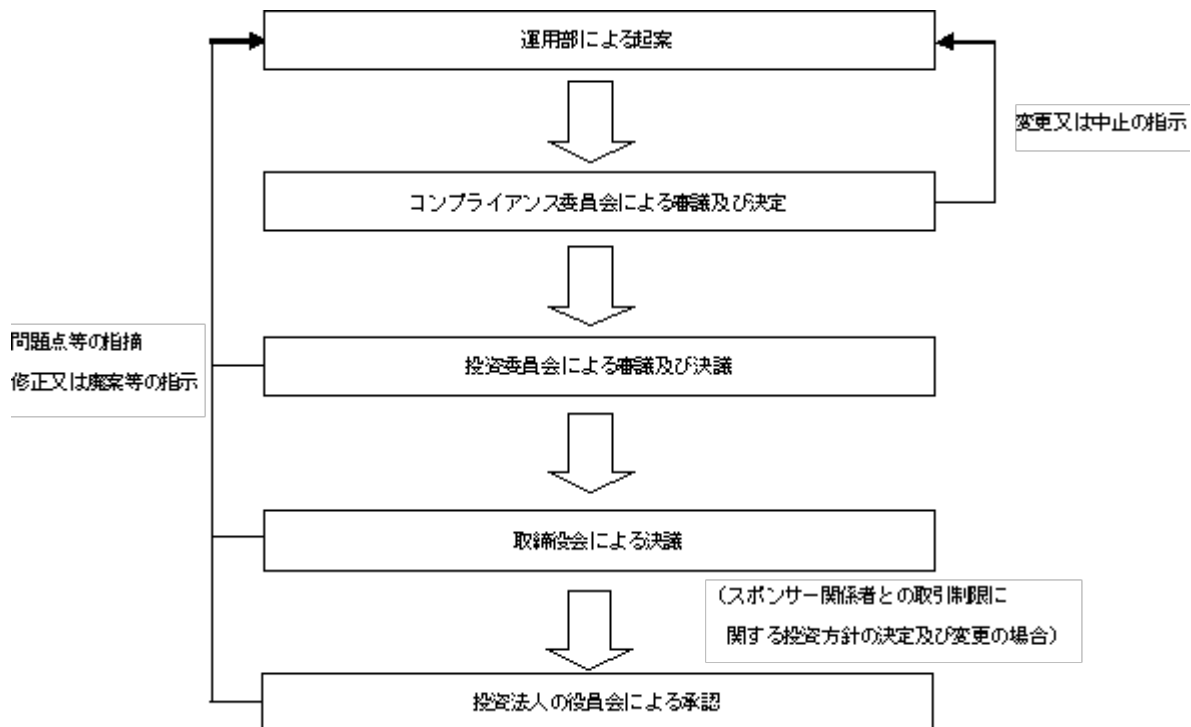 運用部による起案
変更又は中止の指示
コンプライアンス委員会による審議及び決定
問題点等の指摘
修正又は廃案等の指示
投資委員会による審議及び決議
取締役会による決議
(スポンサー関係者との取引制限に
関する投資方針の決定及び変更の場合)
投資法人の役員会による承認